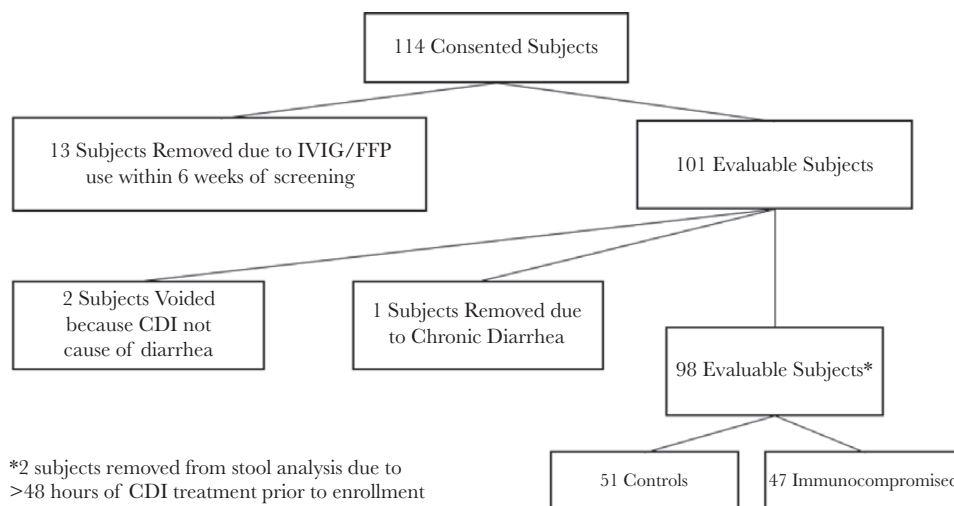 114 Consented Subjects
13 Subjects Removed due to IVIG/FFP
use within 6 weeks of screening
101 Evaluable Subjects
2 Subjects Voided
because CDI not
cause of diarrhea
1 Subjects Removed due
to Chronic Diarrhea
98 Evaluable Subjects*
*2 subjects removed from stool analysis due to
>48 hours of CDI treatment prior to enrollment
51 Controls
47 Immunocompromised